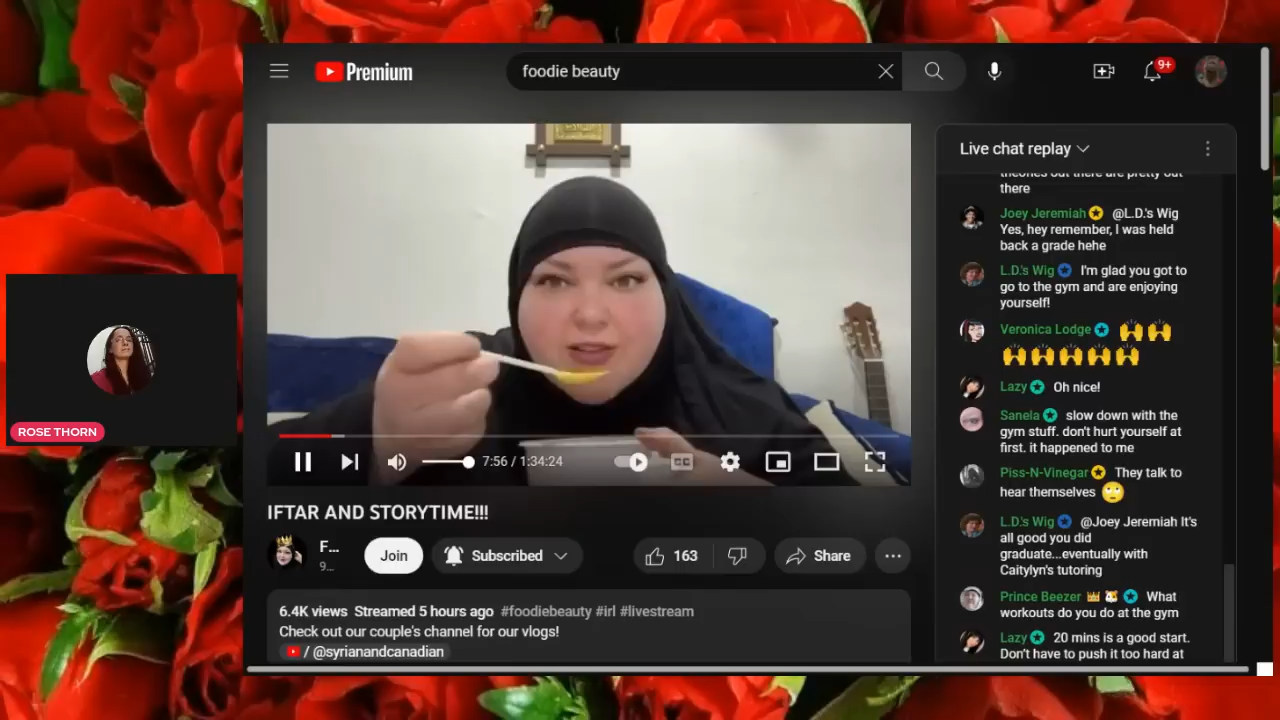 Premium
foodie beauty
9+
Live chat replay
theories out there are pretty out
there
Joey Jeremiah @L.D.'s Wig
Yes, hey remember, I was held
back a grade hehe
L.D.'s Wig I'm glad you got to
go to the gym and are enjoying
yourself!
Veronica Lodge
Lazy Oh nice!
Sanela slow down with the
gym stuff. don't hurt yourself at
first. it happened to me
Piss-N-Vinegar They talk to
hear themselves
L.D.'s Wig @Joey Jeremiah It's
all good you did
graduate...eventually with
Caitylyn's tutoring
Prince Beezer What
workouts do you do at the gym
Lazy 20 mins is a good start.
Don't have to push it too hard at
ROSE THORN
7:56 / 1:34:24
CC
IFTAR AND STORYTIME!!!
F...
9...
Join
Subscribed
163
Share
6.4K views Streamed 5 hours ago #foodiebeauty #irl #livestream
Check out our couple's channel for our vlogs!
/ @syrianandcanadian